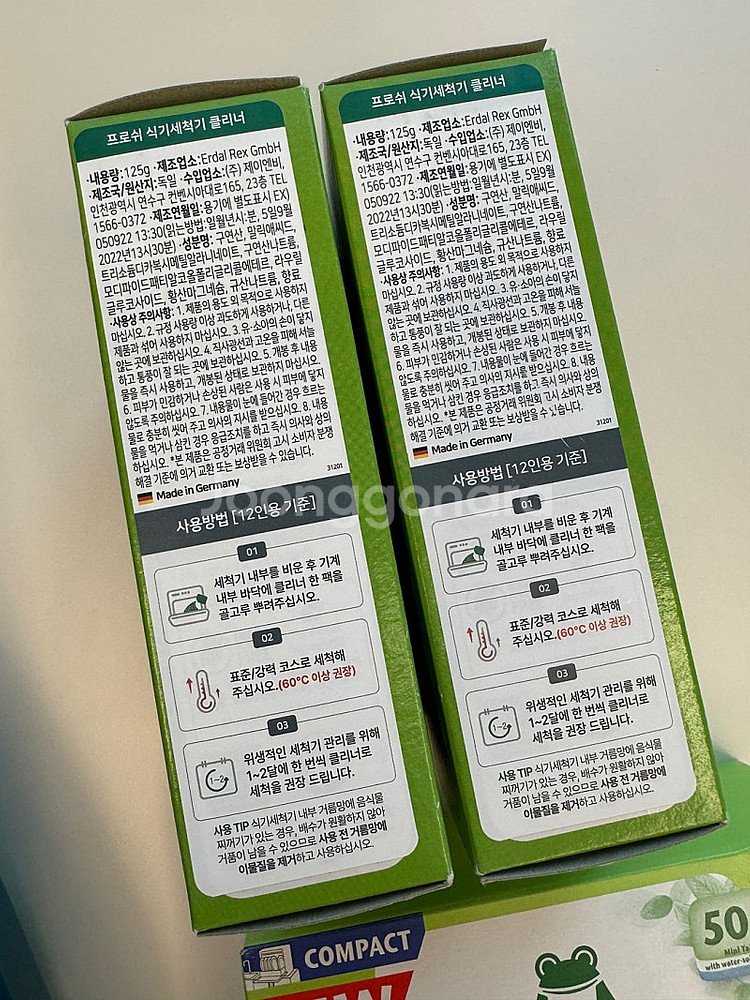 프로쉬 식기세척기 클리너
·내용량:125g ·제조업소:Erdal Rex GmbH
·제조국/원산지:독일 ·수입업소:(주) 제이엔비,
인천광역시 연수구 컨벤시아대로165, 23층 TEL
1566-0372 ·제조연월일:용기에 별도표시 EX)
050922 13:30(읽는방법:일월년시:분, 5일9월
2022년13시30분) ·성분명: 구연산, 말릭애씨드,
트리소듐디카복시메틸알라니네이트, 구연산나트륨,
모디파이드패티알코올폴리글리콜에테르, 라우릴
글루코사이드, 황산마그네슘, 규산나트륨, 향료
·사용상 주의사항: 1. 제품의 용도 외 목적으로 사용하지
마십시오. 2. 규정 사용량 이상 과도하게 사용하거나, 다른
제품과 섞어 사용하지 마십시오. 3. 유·소아의 손이 닿지
않는 곳에 보관하십시오. 4. 직사광선과 고온을 피해 서늘
하고 통풍이 잘 되는 곳에 보관하십시오. 5. 개봉 후 내용
물을 즉시 사용하고, 개봉된 상태로 보관하지 마십시오.
6. 피부가 민감하거나 손상된 사람은 사용 시 피부에 닿지
않도록 주의하십시오. 7. 내용물이 눈에 들어간 경우 흐르는
물로 충분히 씻어 주고 의사의 지시를 받으십시오. 8. 내용
물을 먹거나 삼킨 경우 응급조치를 하고 즉시 의사와 상의
하십시오. *본 제품은 공정거래 위원회 고시 소비자 분쟁
해결 기준에 의거 교환 또는 보상받을 수 있습니다.
31201
Made in Germany
사용방법 [12인용 기준]
01
세척기 내부를 비운 후 기계
내부 바닥에 클리너 한 팩을
골고루 뿌려주십시오.
02
표준/강력 코스로 세척해
주십시오.(60°C 이상 권장)
03
1~2
위생적인 세척기 관리를 위해
1~2달에 한 번씩 클리너로
세척을 권장 드립니다.
사용 TIP 식기세척기 내부 거름망에 음식물
찌꺼기가 있는 경우, 배수가 원활하지 않아
거품이 남을 수 있으므로 사용 전 거름망에
이물질을 제거하고 사용하십시오.
프로쉬 식기세척기 클리너
·내용량:125g ·제조업소:Erdal Rex GmbH
·제조국/원산지:독일 ·수입업소:(주) 제이엔비,
인천광역시 연수구 컨벤시아대로165, 23층 TEL
1566-0372 ·제조연월일:용기에 별도표시 EX)
050922 13:30(읽는방법:일월년시:분, 5일9월
2022년13시30분) ·성분명: 구연산, 말릭애씨드,
트리소듐디카복시메틸알라니네이트, 구연산나트륨,
모디파이드패티알코올폴리글리콜에테르, 라우릴
글루코사이드, 황산마그네슘, 규산나트륨, 향료
·사용상 주의사항: 1. 제품의 용도 외 목적으로 사용하지
마십시오. 2. 규정 사용량 이상 과도하게 사용하거나, 다른
제품과 섞어 사용하지 마십시오. 3. 유·소아의 손이 닿지
않는 곳에 보관하십시오. 4. 직사광선과 고온을 피해 서늘
하고 통풍이 잘 되는 곳에 보관하십시오. 5. 개봉 후 내용
물을 즉시 사용하고, 개봉된 상태로 보관하지 마십시오.
6. 피부가 민감하거나 손상된 사람은 사용 시 피부에 닿지
않도록 주의하십시오. 7. 내용물이 눈에 들어간 경우 흐르는
물로 충분히 씻어 주고 의사의 지시를 받으십시오. 8. 내용
물을 먹거나 삼킨 경우 응급조치를 하고 즉시 의사와 상의
하십시오. *본 제품은 공정거래 위원회 고시 소비자 분쟁
해결 기준에 의거 교환 또는 보상받을 수 있습니다.
31201
Made in Germany
사용방법 [12인용 기준]
01
세척기 내부를 비운 후 기계
내부 바닥에 클리너 한 팩을
골고루 뿌려주십시오.
02
표준/강력 코스로 세척해
주십시오.(60°C 이상 권장)
03
1~2
위생적인 세척기 관리를 위해
1~2달에 한 번씩 클리너로
세척을 권장 드립니다.
사용 TIP 식기세척기 내부 거름망에 음식물
찌꺼기가 있는 경우, 배수가 원활하지 않아
거품이 남을 수 있으므로 사용 전 거름망에
이물질을 제거하고 사용하십시오.
Joonggonara
COMPACT
50
Mini Ta
with water-so